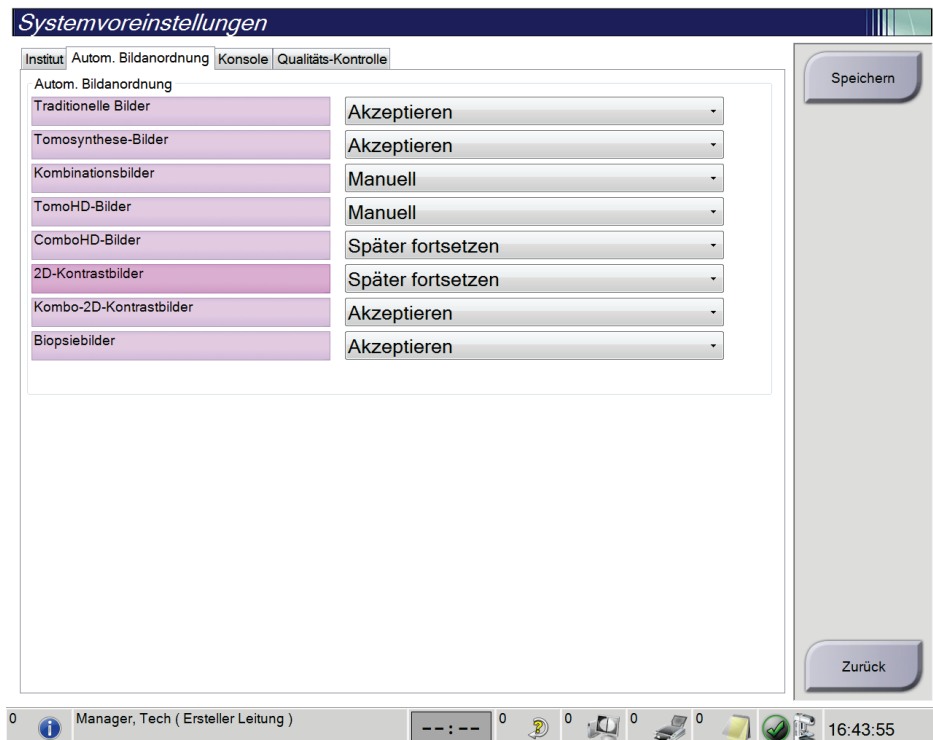 Systemvoreinstellungen
Institut Autom. Bildanordnung Konsole Qualitäts-Kontrolle
Speichern
Autom. Bildanordnung
Traditionelle Bilder Akzeptieren
Tomosynthese-Bilder Akzeptieren
Kombinationsbilder Manuell
TomoHD-Bilder Manuell
ComboHD-Bilder Später fortsetzen
2D-Kontrastbilder Später fortsetzen
Kombo-2D-Kontrastbilder Akzeptieren
Biopsiebilder Akzeptieren
Zurück
0 Manager, Tech ( Ersteller Leitung ) --:-- 0 0 0 0 16:43:55